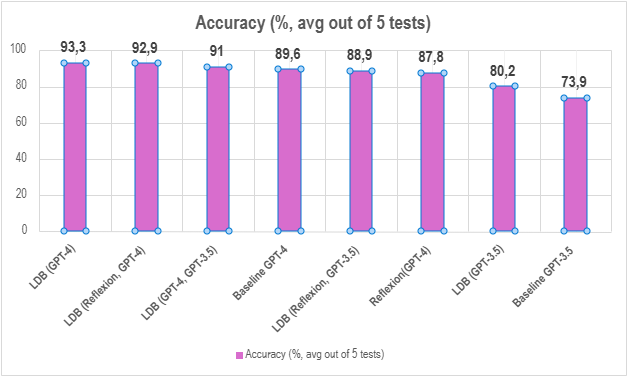 Accuracy (%, avg out of 5 tests)
93,3
92,9
91
89,6
88,9
87,8
80,2
73,9
100
80
60
40
20
0
LDB (GPT-4)
LDB (Reflexion, GPT-4)
LDB (GPT-4, GPT-3.5)
Baseline GPT-4
LDB (Reflexion, GPT-3.5)
Reflexion(GPT-4)
LDB (GPT-3.5)
Baseline GPT-3.5
Accuracy (%, avg out of 5 tests)